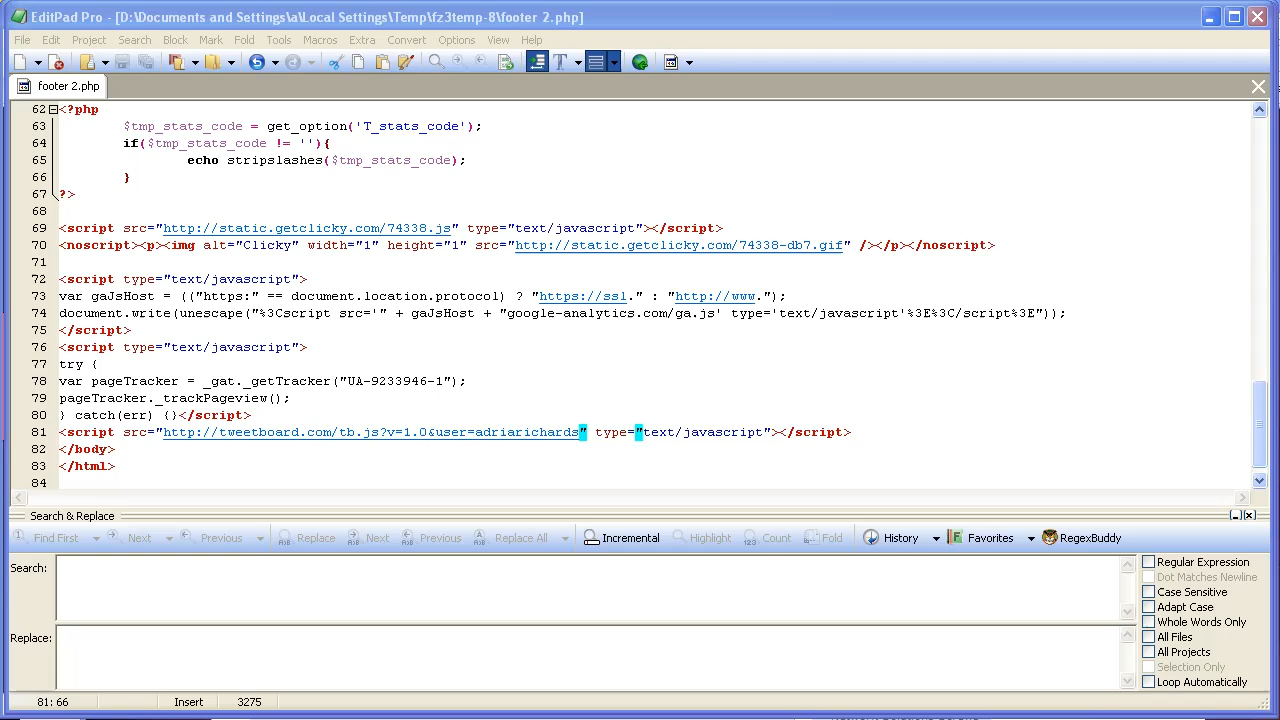 EditPad Pro - [D:\Documents and Settings\a\Local Settings\Temp\fz3temp-8\footer 2.php]
File Edit Project Search Block Mark Fold Tools Macros Extra Convert Options View Help
footer 2.php
62 <?php
63 $tmp_stats_code = get_option('T_stats_code');
64 if($tmp_stats_code != ''){
65 echo stripslashes($tmp_stats_code);
66 }
67 ?>
68
69 <script src="http://static.getclicky.com/74338.js" type="text/javascript"></script>
70 <noscript><p><img alt="Clicky" width="1" height="1" src="http://static.getclicky.com/74338-db7.gif" /></p></noscript>
71
72 <script type="text/javascript">
73 var gaJsHost = (("https:" == document.location.protocol) ? "https://ssl." : "http://www.");
74 document.write(unescape("%3Cscript src='" + gaJsHost + "google-analytics.com/ga.js' type='text/javascript'%3E%3C/script%3E"));
75 </script>
76 <script type="text/javascript">
77 try {
78 var pageTracker = _gat._getTracker("UA-9233946-1");
79 pageTracker._trackPageview();
80 } catch(err) {}</script>
81 <script src="http://tweetboard.com/tb.js?v=1.0&user=adriarichards" type="text/javascript"></script>
82 </body>
83 </html>
84
Search & Replace
Find First Next Previous Replace Next Previous Replace All Incremental Highlight Count Fold History Favorites RegexBuddy
Search:
Replace:
Regular Expression
Dot Matches Newline
Case Sensitive
Adapt Case
Whole Words Only
All Files
All Projects
Selection Only
Loop Automatically
81: 66 Insert 3275